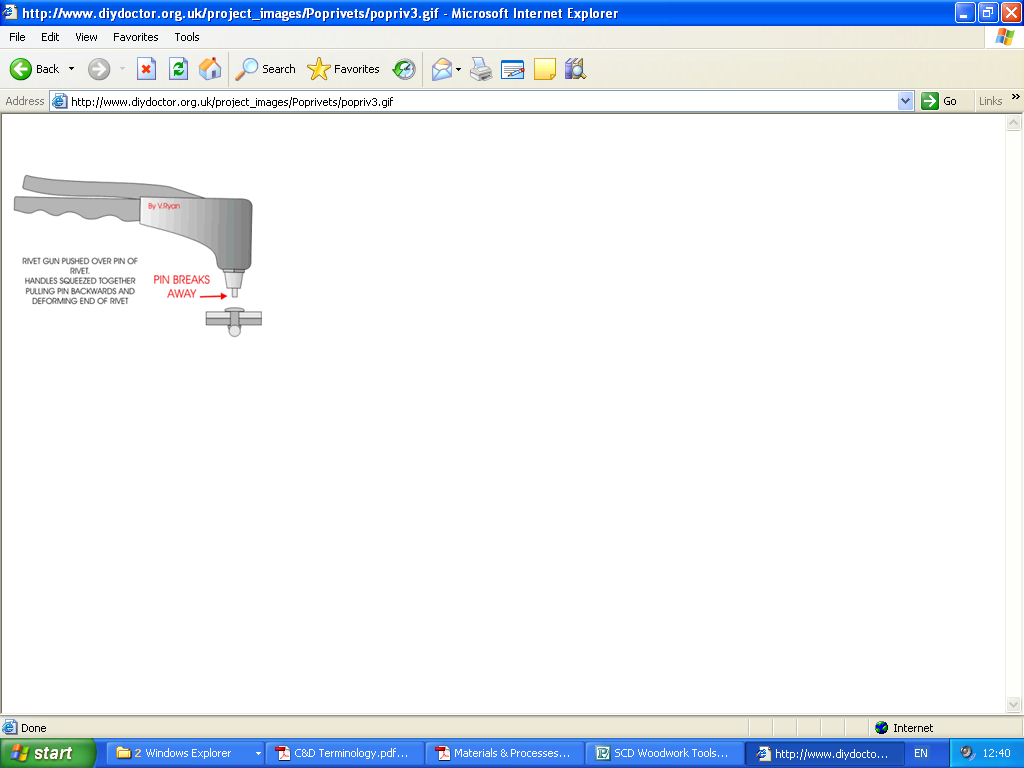 http://www.diydoctor.org.uk/project_images/Poprivets/popriv3.gif - Microsoft Internet Explorer
File Edit View Favorites Tools
Back Search Favorites
Address http://www.diydoctor.org.uk/project_images/Poprivets/popriv3.gif Go Links »
By V.Ryan
RIVET GUN PUSHED OVER PIN OF
RIVET.
HANDLES SQUEEZED TOGETHER
PULLING PIN BACKWARDS AND
DEFORMING END OF RIVET
PIN BREAKS
AWAY
Done Internet
start 2 Windows Explorer C&D Terminology.pdf... Materials & Processes... SCD Woodwork Tools... http://www.diydocto... EN 12:40